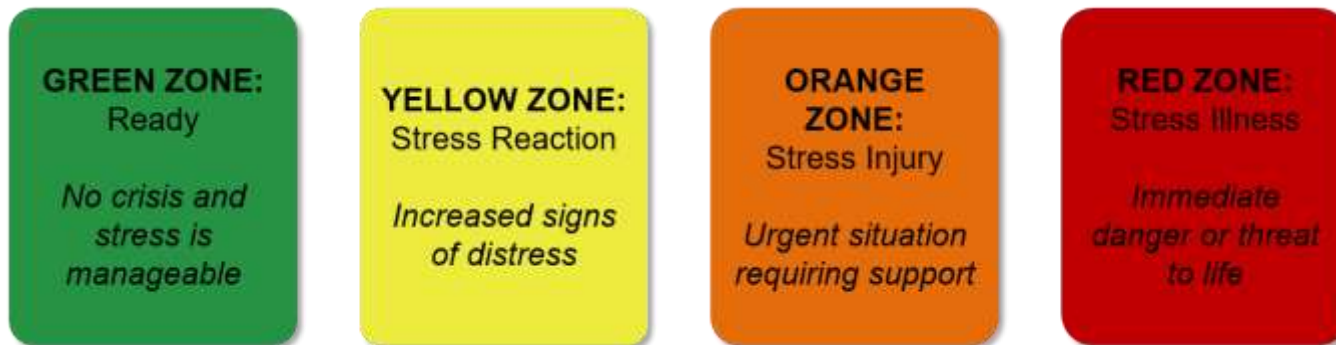 GREEN ZONE:
Ready
No crisis and
stress is
manageable
YELLOW ZONE:
Stress Reaction
Increased signs
of distress
ORANGE
ZONE:
Stress Injury
Urgent situation
requiring support
RED ZONE:
Stress Illness
Immediate
danger or threat
to life